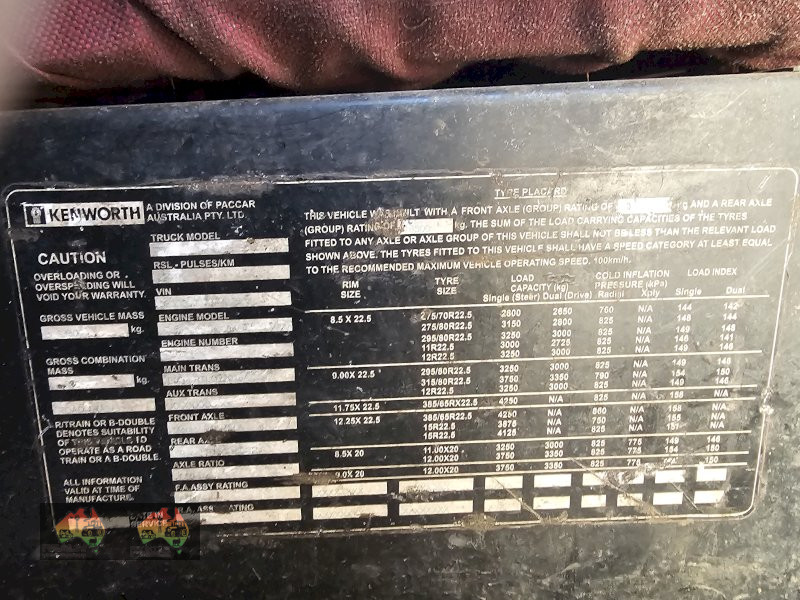 KENWORTH
A DIVISION OF PACCAR
AUSTRALIA PTY. LTD.
CAUTION
OVERLOADING OR
OVERSPEEDING WILL
VOID YOUR WARRANTY.
GROSS VEHICLE MASS
kg.
GROSS COMBINATION
MASS
kg.
R/TRAIN OR B-DOUBLE
DENOTES SUITABILITY
OF THIS VEHICLE TO
OPERATE AS A ROAD
TRAIN OR A B-DOUBLE.
ALL INFORMATION
VALID AT TIME OF
MANUFACTURE.
TRUCK MODEL
RSL - PULSES/KM
VIN
ENGINE MODEL
ENGINE NUMBER
MAIN TRANS
AUX TRANS
FRONT AXLE
REAR
AXLE RATIO
F.A. ASSY RATING
R.A. ASSY RATING
DATE IN
SERVICE
TYPE PLACARD
THIS VEHICLE WAS BUILT WITH A FRONT AXLE (GROUP) RATING OF kg AND A REAR AXLE
(GROUP) RATING OF kg. THE SUM OF THE LOAD CARRYING CAPACITIES OF THE TYRES
FITTED TO ANY AXLE OR AXLE GROUP OF THIS VEHICLE SHALL NOT BE LESS THAN THE RELEVANT LOAD
SHOWN ABOVE. THE TYRES FITTED TO THIS VEHICLE SHALL HAVE A SPEED CATEGORY AT LEAST EQUAL
TO THE RECOMMENDED MAXIMUM VEHICLE OPERATING SPEED. 100km/h.
RIM SIZE TYRE SIZE LOAD CAPACITY (kg) COLD INFLATION PRESSURE (kPa) LOAD INDEX
Single (Steer) Dual (Drive) Radial Xply Single Dual
8.5 X 22.5 275/70R22.5 2800 2650 760 N/A 144 142
275/80R22.5 3150 2800 825 N/A 148 144
295/80R22.5 3250 3000 825 N/A 149 146
11R22.5 3000 2725 825 N/A 146 141
12R22.5 3250 3000 825 N/A 149 148
9.00X 22.5 295/80R22.5 3250 3000 825 N/A 149 146
315/80R22.5 3750 3350 790 N/A 154 150
12R22.5 3250 3000 825 N/A 149 146
11.75X 22.5 385/65RX22.5 4250 N/A 825 N/A 158 N/A
12.25X 22.5 385/65R22.5 4250 N/A N/A 158 N/A
15R22.5 3875 N/A N/A N/A
15R22.5 4125 N/A 825 N/A N/A
8.5X 20 11.00X20 3250 3000 825 775 149 146
12.00X20 3750 3350 825 775 154 150
9.0X 20 12.00X20 3750 3350 825 775 150